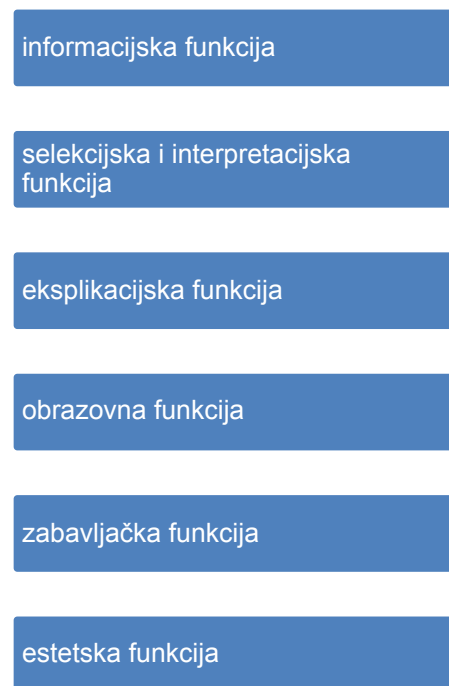 informacijska funkcija
selekcijska i interpretacijska
funkcija
eksplikacijska funkcija
obrazovna funkcija
zabavljačka funkcija
estetska funkcija